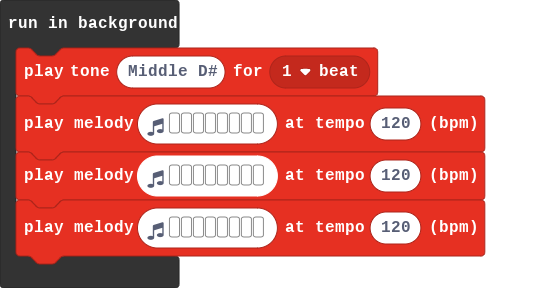 run in background
play tone Middle D# for 1 beat
play melody at tempo 120 (bpm)
play melody at tempo 120 (bpm)
play melody at tempo 120 (bpm)